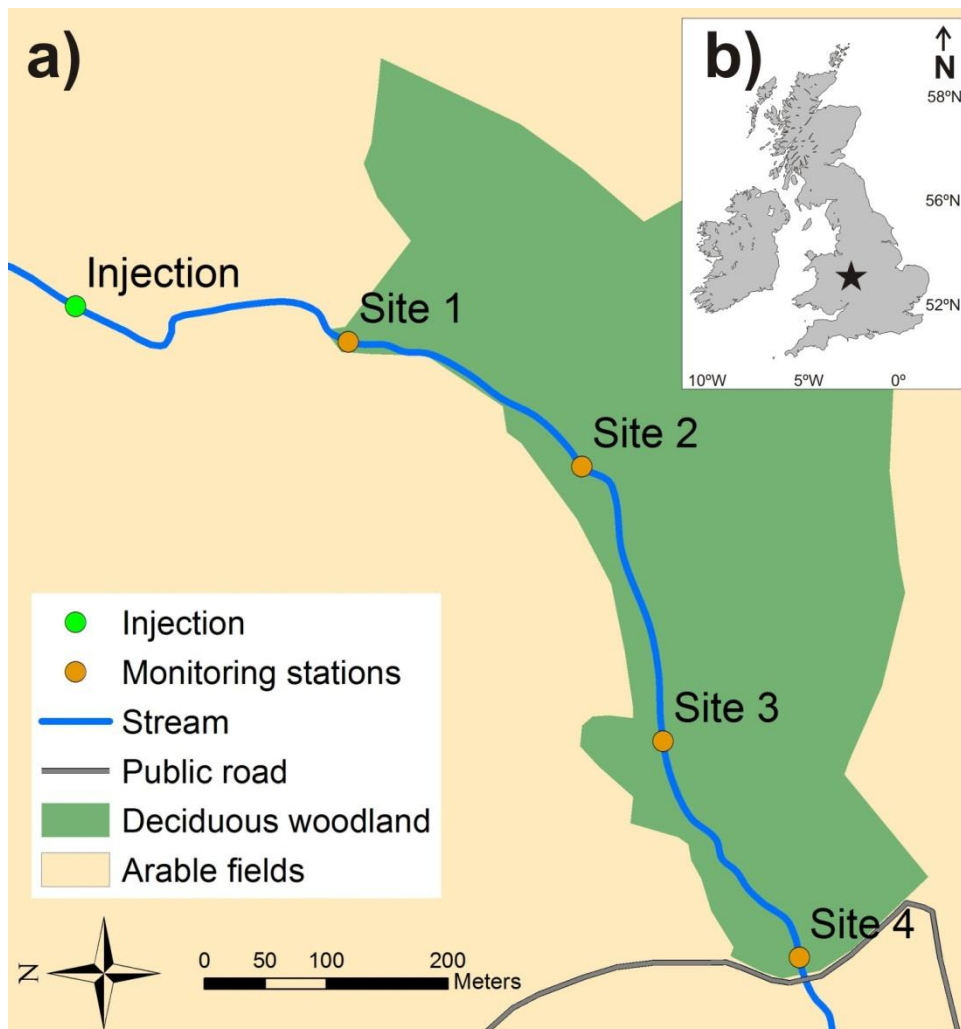 a)
b)
N
58ºN
56ºN
52ºN
10ºW
5ºW
0º
Injection
Site 1
Site 2
Site 3
Site 4
Injection
Monitoring stations
Stream
Public road
Deciduous woodland
Arable fields
N
0 50 100 200
Meters